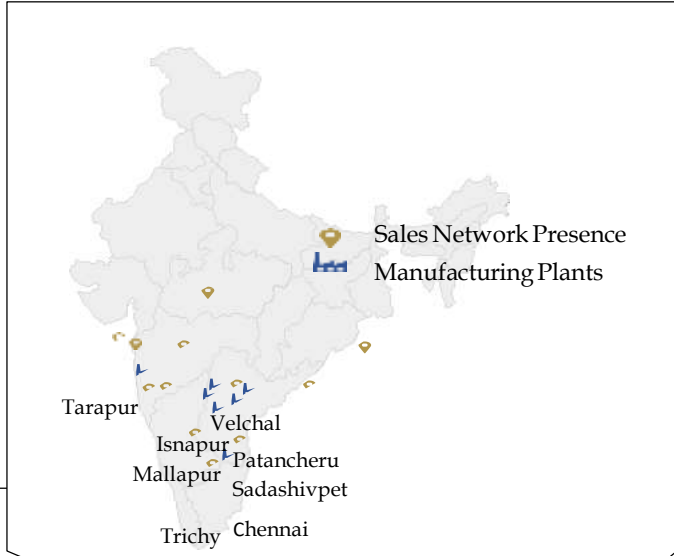 Sales Network Presence
Manufacturing Plants
Tarapur
Velchal
Isnapur
Patancheru
Mallapur
Sadashivpet
Chennai
Trichy